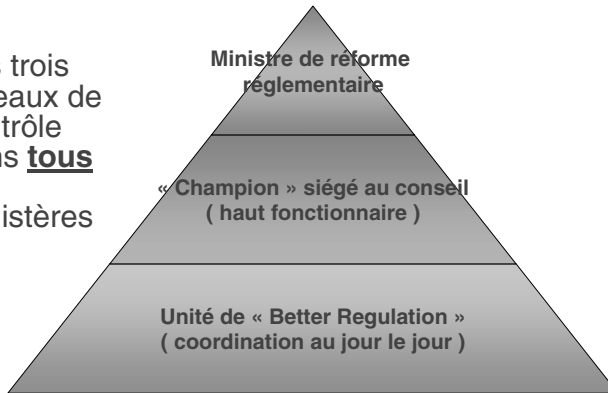 s trois
eaux de
trôle
ns tous
istères
Ministre de réforme
réglementaire
« Champion » siégé au conseil
( haut fonctionnaire )
Unité de « Better Regulation »
( coordination au jour le jour )